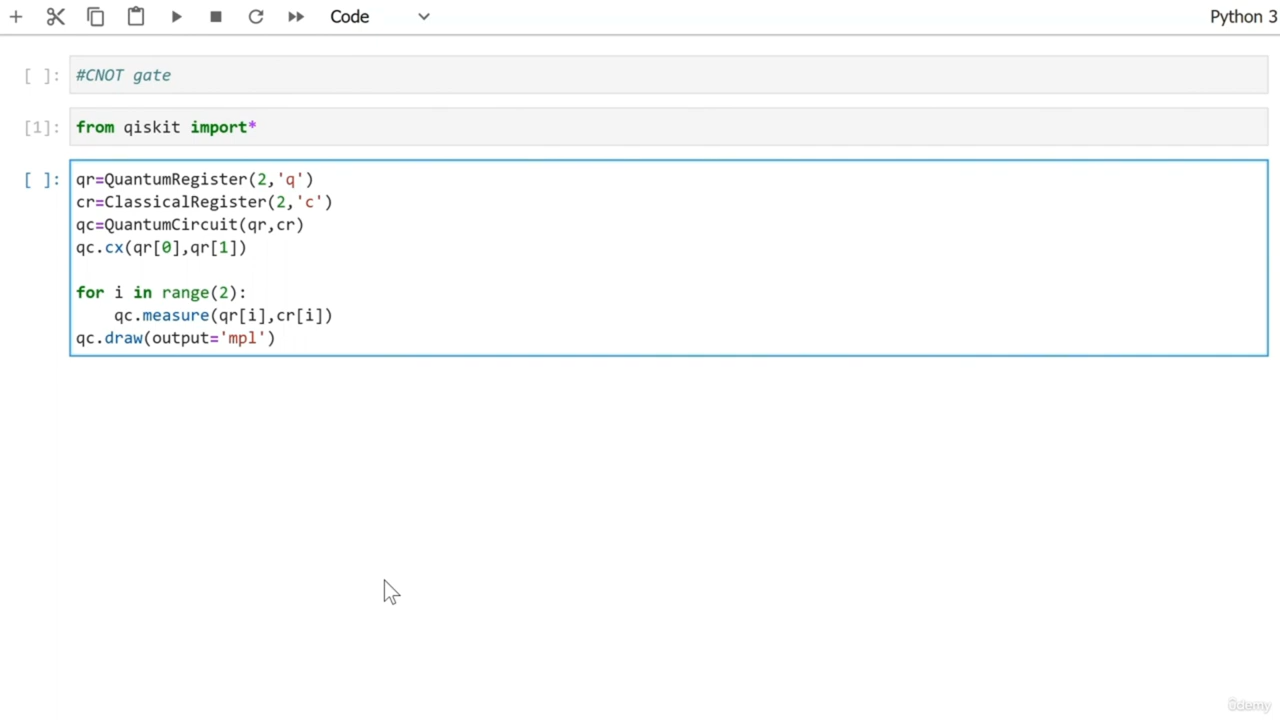 Code
Python 3
[ ]: #CNOT gate
[1]: from qiskit import*
[ ]: qr=QuantumRegister(2,'q')
cr=ClassicalRegister(2,'c')
qc=QuantumCircuit(qr,cr)
qc.cx(qr[0],qr[1])
for i in range(2):
    qc.measure(qr[i],cr[i])
qc.draw(output='mpl')
ûdemy